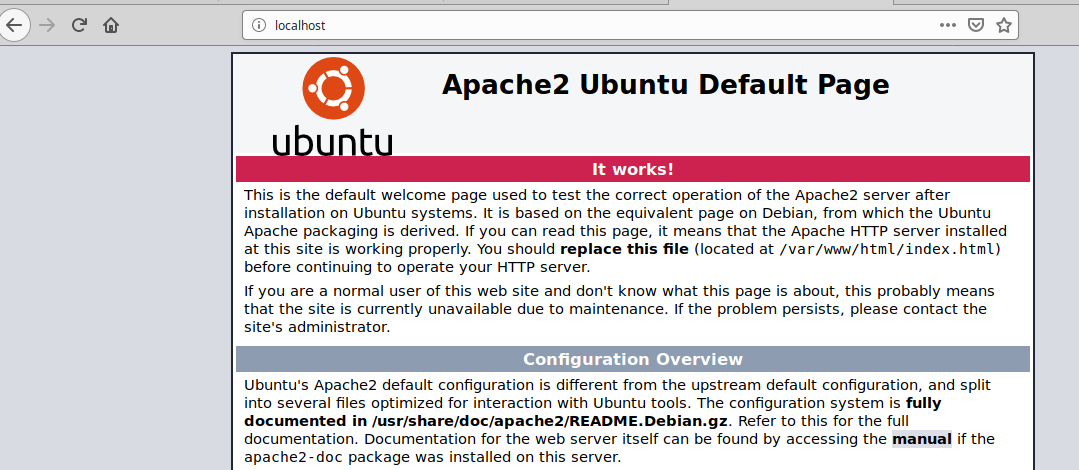 localhost
Apache2 Ubuntu Default Page
ubuntu
It works!
This is the default welcome page used to test the correct operation of the Apache2 server after
installation on Ubuntu systems. It is based on the equivalent page on Debian, from which the Ubuntu
Apache packaging is derived. If you can read this page, it means that the Apache HTTP server installed
at this site is working properly. You should replace this file (located at /var/www/html/index.html)
before continuing to operate your HTTP server.
If you are a normal user of this web site and don't know what this page is about, this probably means
that the site is currently unavailable due to maintenance. If the problem persists, please contact the
site's administrator.
Configuration Overview
Ubuntu's Apache2 default configuration is different from the upstream default configuration, and split
into several files optimized for interaction with Ubuntu tools. The configuration system is fully
documented in /usr/share/doc/apache2/README.Debian.gz. Refer to this for the full
documentation. Documentation for the web server itself can be found by accessing the manual if the
apache2-doc package was installed on this server.